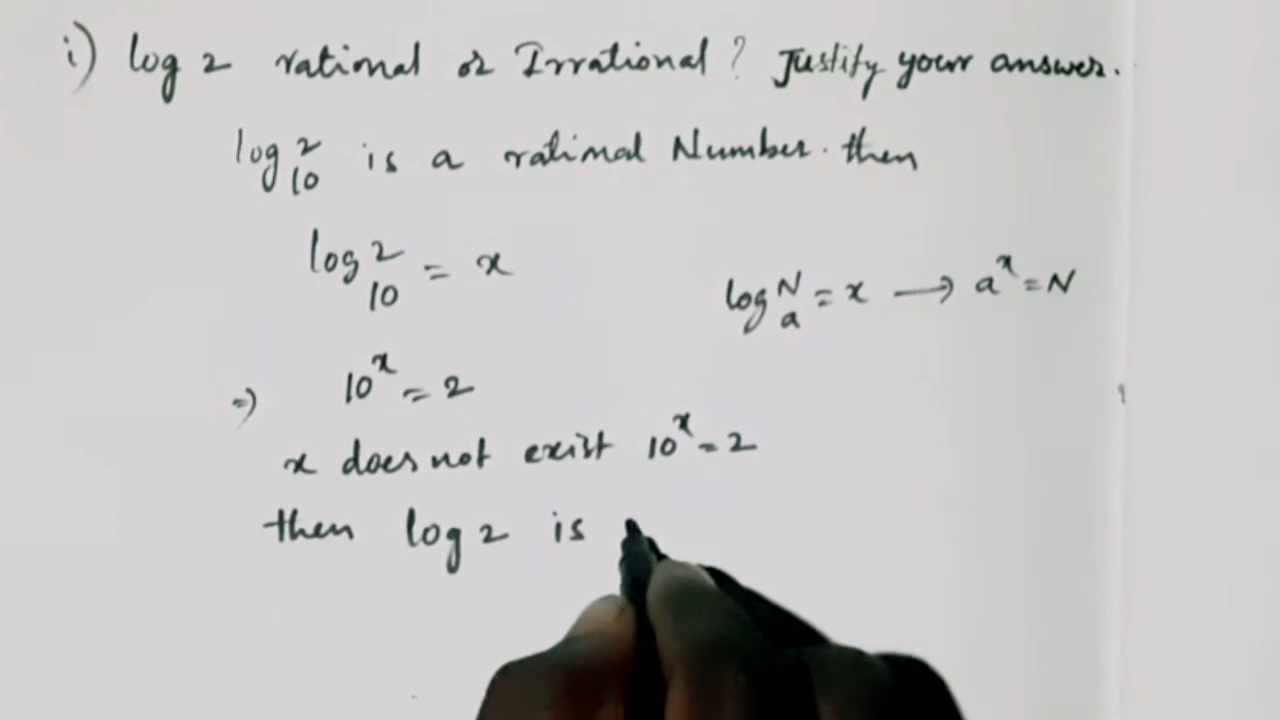 i) log 2 rational or Irrational? Justify your answer.
log 2 10 is a rational Number. then
log 2 10 = x
log N a = x → a^x = N
⇒ 10^x = 2
x does not exist 10^x = 2
then log 2 is